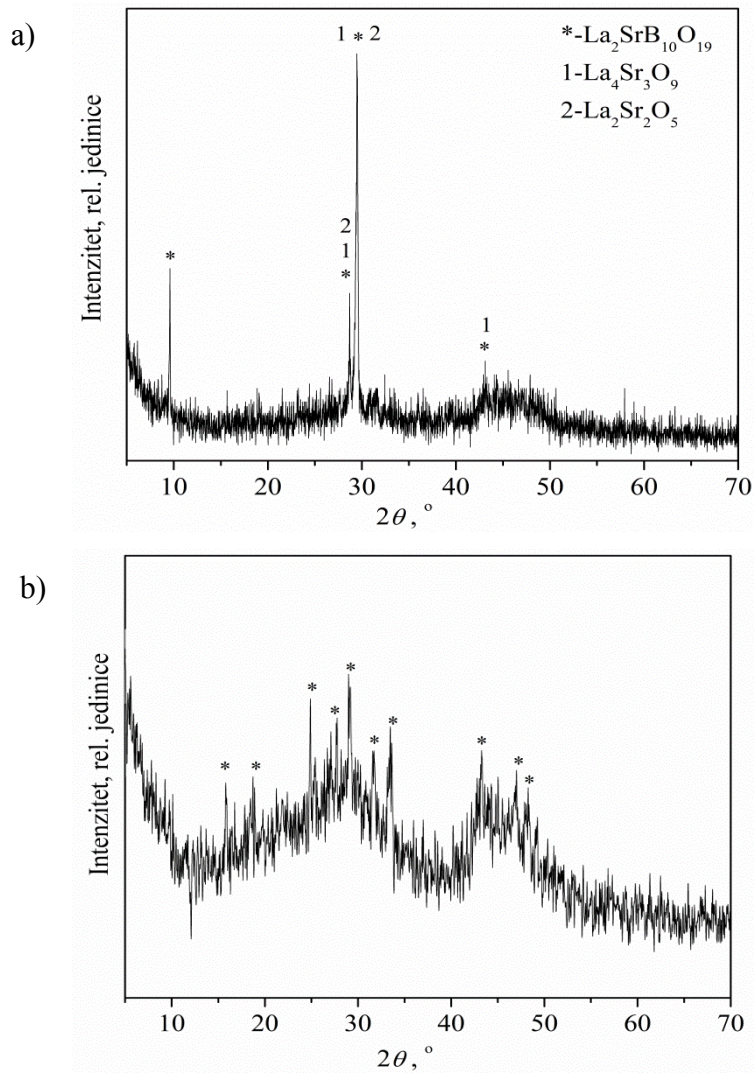 a)
1 * 2
*-La₂SrB₁₀O₁₉
1-La₄Sr₃O₉
2-La₂Sr₂O₅
Intenzitet, rel. jedinice
*
2
1
*
1
*
10 20 30 40 50 60 70
2θ, °
b)
Intenzitet, rel. jedinice
* * * * * * * * * *
10 20 30 40 50 60 70
2θ, °